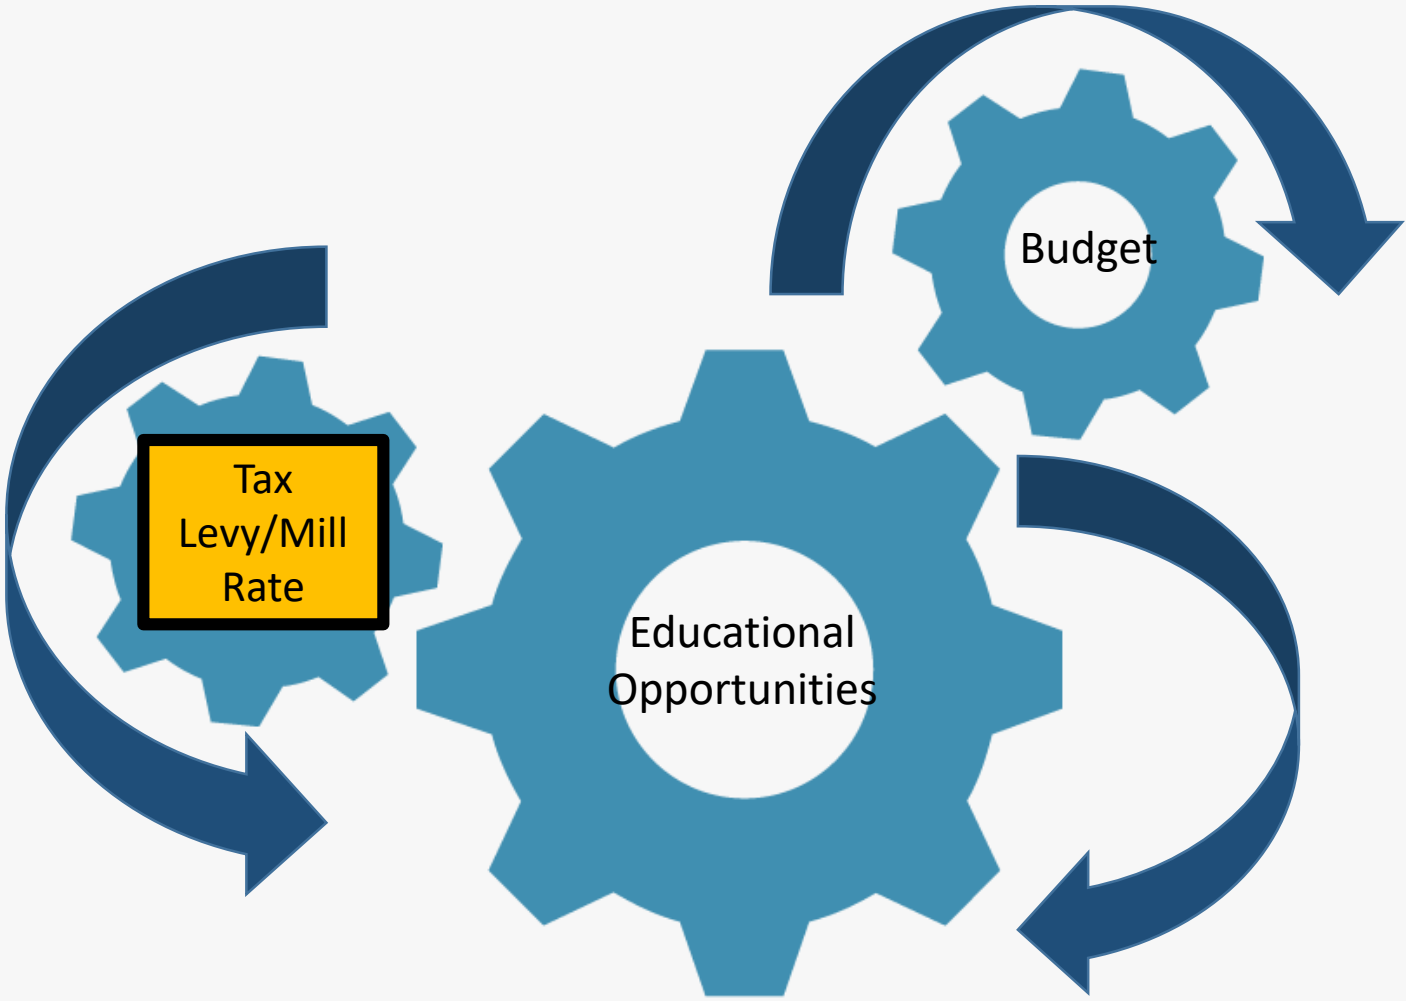 Budget
Tax
Levy/Mill
Rate
Educational
Opportunities